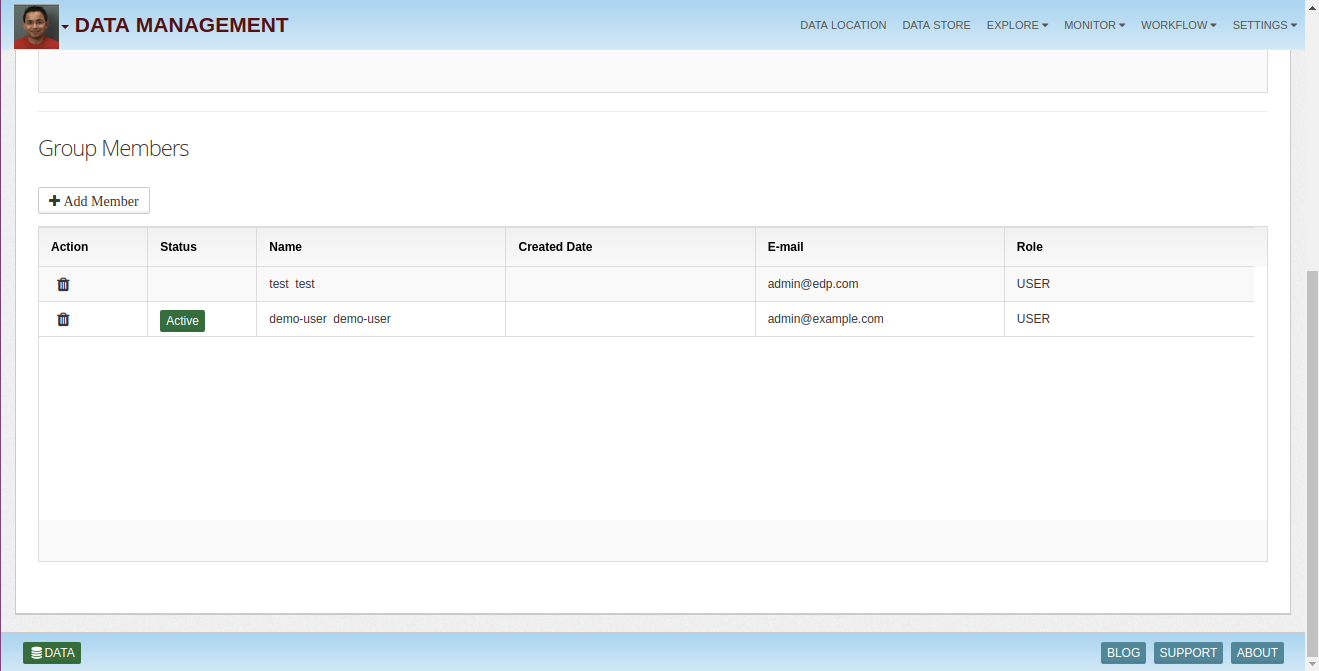 DATA MANAGEMENT DATA LOCATION DATA STORE EXPLORE MONITOR WORKFLOW SETTINGS
Group Members
Add Member
Action Status Name Created Date E-mail Role
test test admin@edp.com USER
Active demo-user demo-user admin@example.com USER
DATA BLOG SUPPORT ABOUT